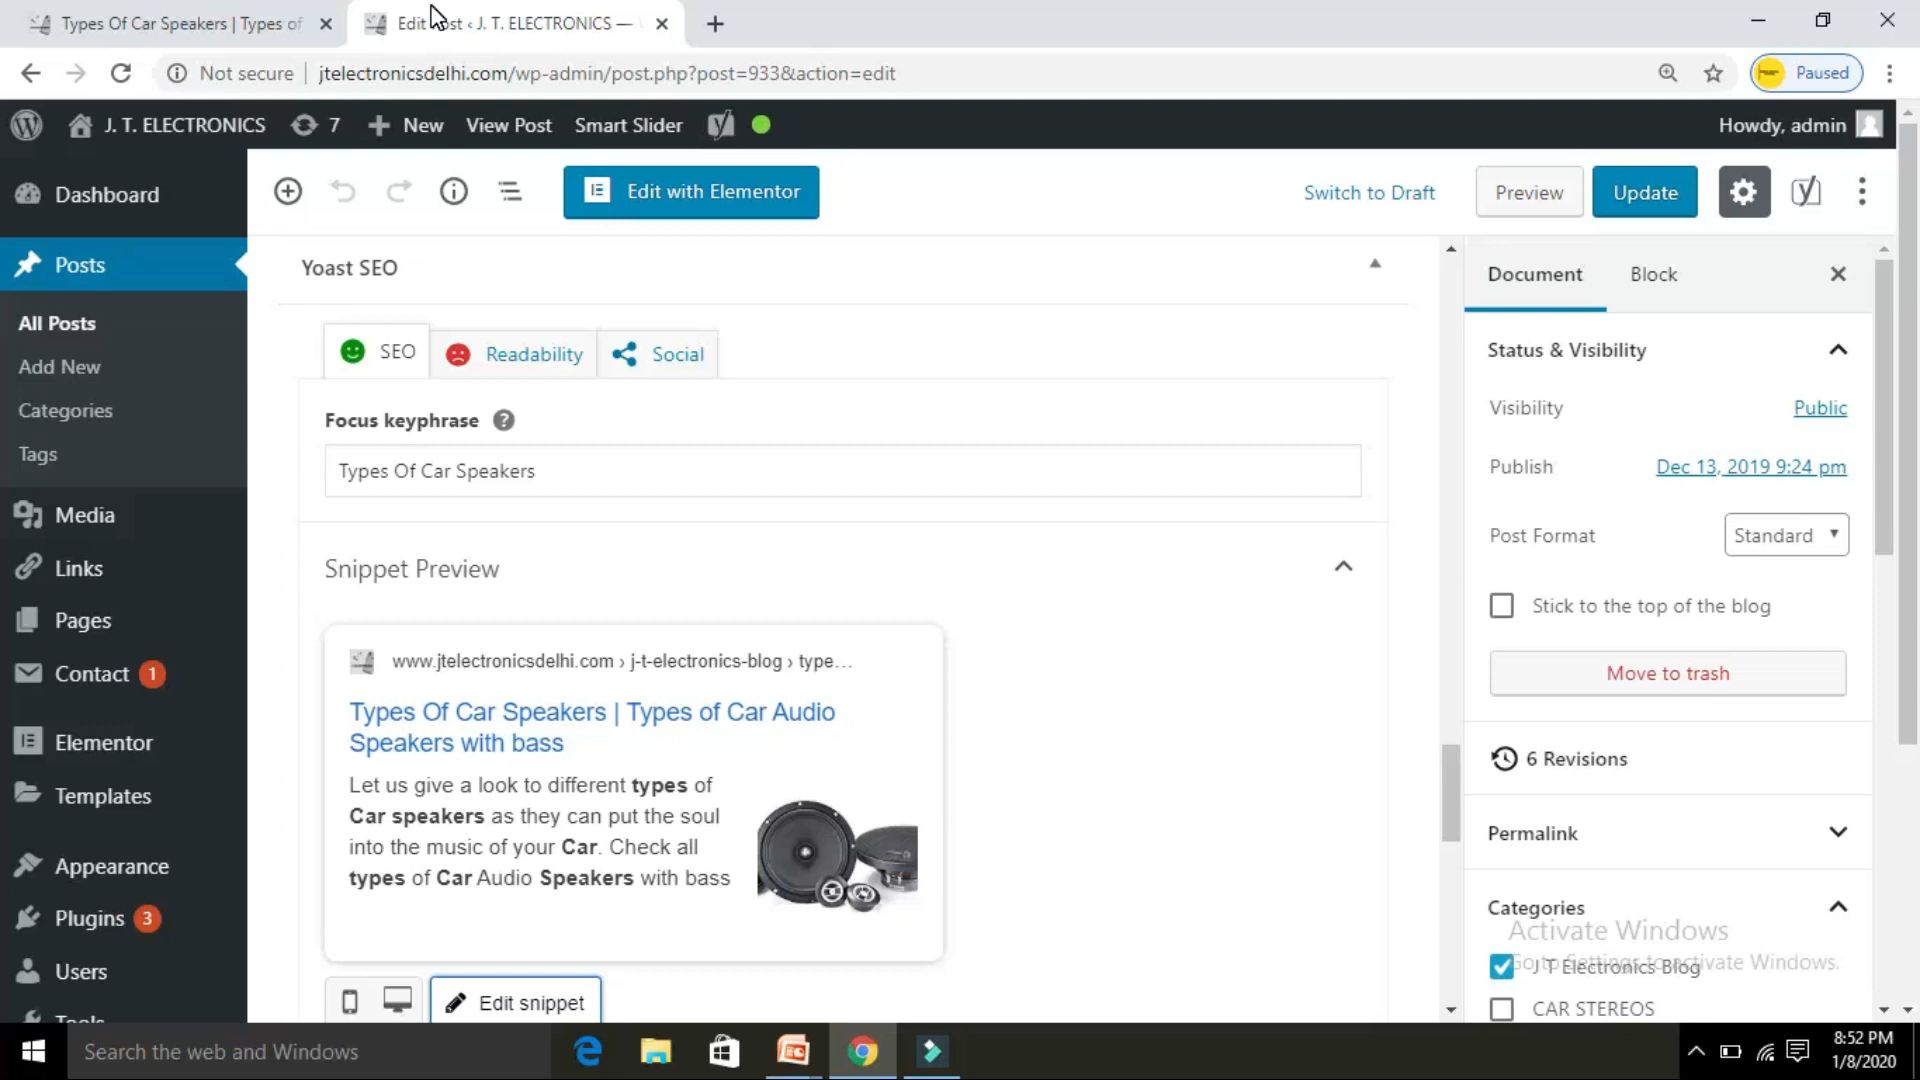 Types Of Car Speakers | Types of
Edit Post ‹ J. T. ELECTRONICS —
Not secure | jtelectronicsdelhi.com/wp-admin/post.php?post=933&action=edit
Paused
J. T. ELECTRONICS
7
New
View Post
Smart Slider
Howdy, admin
Dashboard
Edit with Elementor
Switch to Draft
Preview
Update
Posts
All Posts
Add New
Categories
Tags
Media
Links
Pages
Contact 1
Elementor
Templates
Appearance
Plugins 3
Users
Tools
Yoast SEO
SEO
Readability
Social
Focus keyphrase
Types Of Car Speakers
Snippet Preview
www.jtelectronicsdelhi.com › j-t-electronics-blog › type…
Types Of Car Speakers | Types of Car Audio
Speakers with bass
Let us give a look to different types of
Car speakers as they can put the soul
into the music of your Car. Check all
types of Car Audio Speakers with bass
Edit snippet
Document
Block
Status & Visibility
Visibility
Public
Publish
Dec 13, 2019 9:24 pm
Post Format
Standard
Stick to the top of the blog
Move to trash
6 Revisions
Permalink
Categories
Activate Windows
Go to Settings to activate Windows.
J T Electronics Blog
CAR STEREOS
Search the web and Windows
8:52 PM
1/8/2020